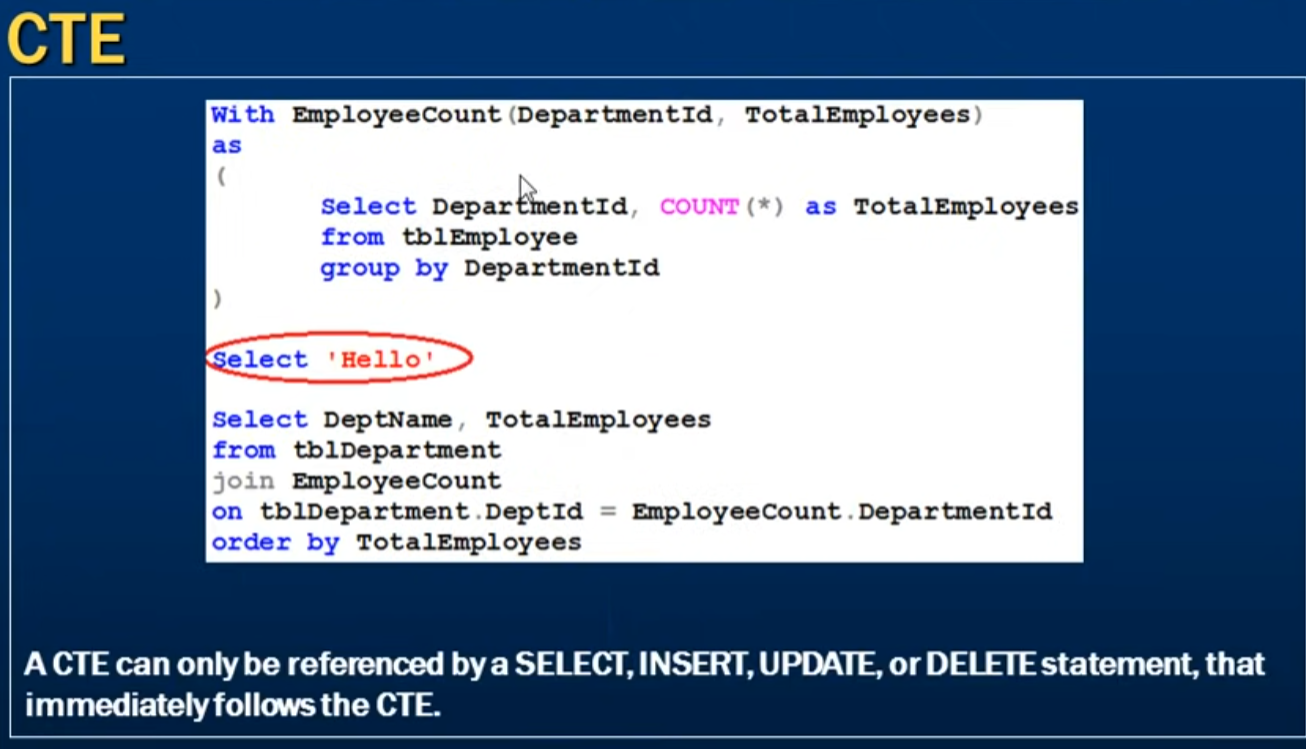 CTE
With EmployeeCount(DepartmentId, TotalEmployees)
as
(
Select DepartmentId, COUNT(*) as TotalEmployees
from tblEmployee
group by DepartmentId
)
Select 'Hello'
Select DeptName, TotalEmployees
from tblDepartment
join EmployeeCount
on tblDepartment.DeptId = EmployeeCount.DepartmentId
order by TotalEmployees
A CTE can only be referenced by a SELECT, INSERT, UPDATE, or DELETE statement, that
immediately follows the CTE.